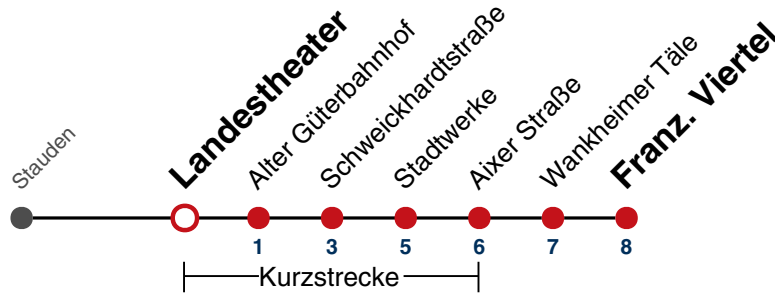 Stauden
Landestheater
Alter Güterbahnhof
Schweickhardtstraße
Stadtwerke
Aixer Straße
Wankheimer Täle
Franz. Viertel
1 3 5 6 7 8
Kurzstrecke